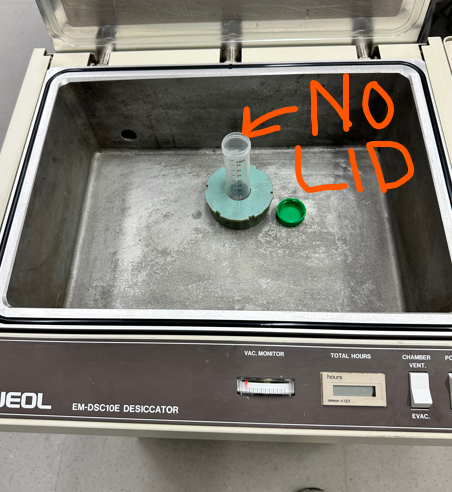 NO
LID
VAC. MONITOR
TOTAL HOURS
CHAMBER
VENT.
hours
JEOL
EM-DSC10E DESICCATOR
EVAC.